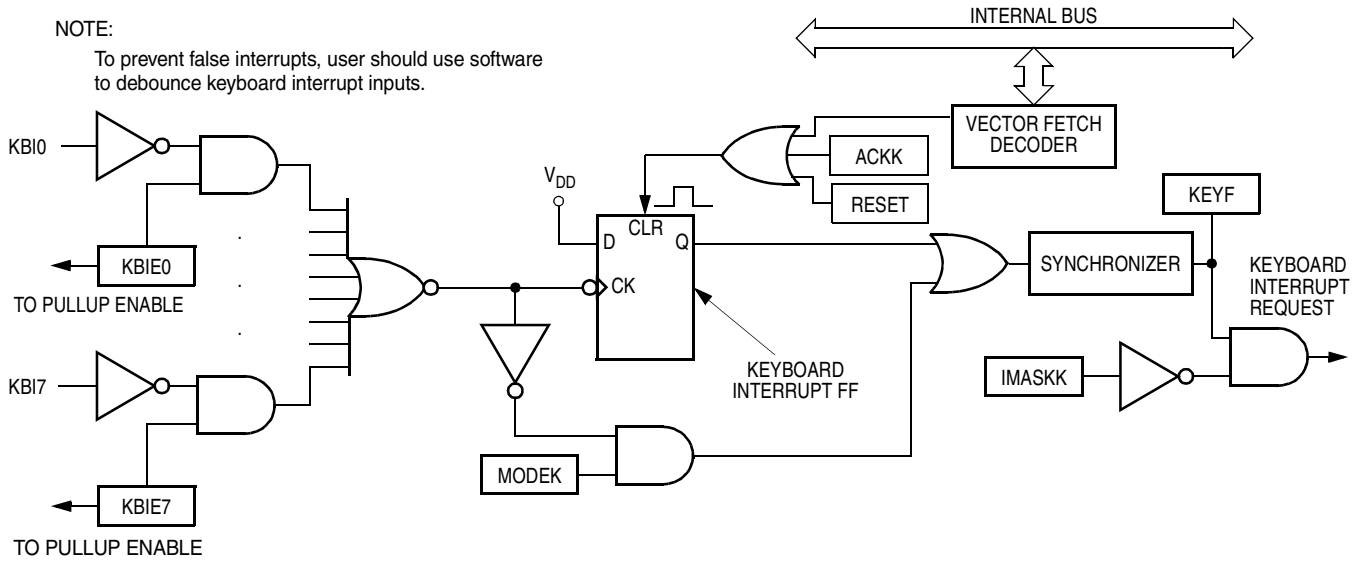 NOTE:
To prevent false interrupts, user should use software
to debounce keyboard interrupt inputs.
INTERNAL BUS
VECTOR FETCH
DECODER
ACKK
RESET
KBI0
KBIE0
TO PULLUP ENABLE
.
.
.
KBI7
KBIE7
TO PULLUP ENABLE
VDD
CLR
D
Q
CK
KEYBOARD
INTERRUPT FF
MODEK
SYNCHRONIZER
KEYF
IMASKK
KEYBOARD
INTERRUPT
REQUEST